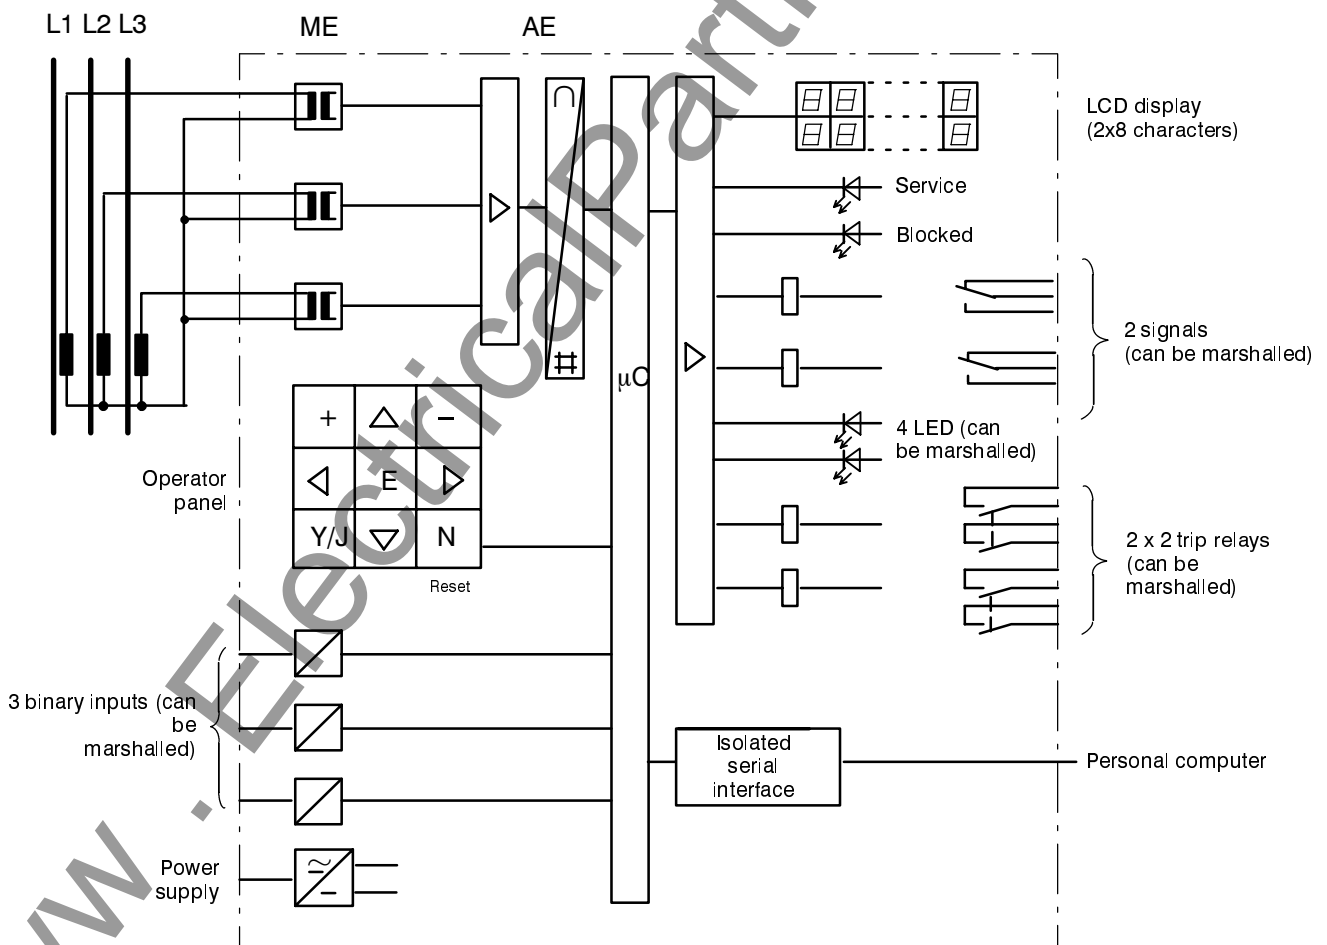 L1 L2 L3
ME
AE
LCD display
(2x8 characters)
Service
Blocked
2 signals
(can be marshalled)
μC
+
−
E
Y/J
N
Operator
panel
Reset
4 LED (can
be marshalled)
2 x 2 trip relays
(can be
marshalled)
3 binary inputs (can
be
marshalled)
Isolated
serial
interface
Personal computer
Power
supply
w . ElectricalPart